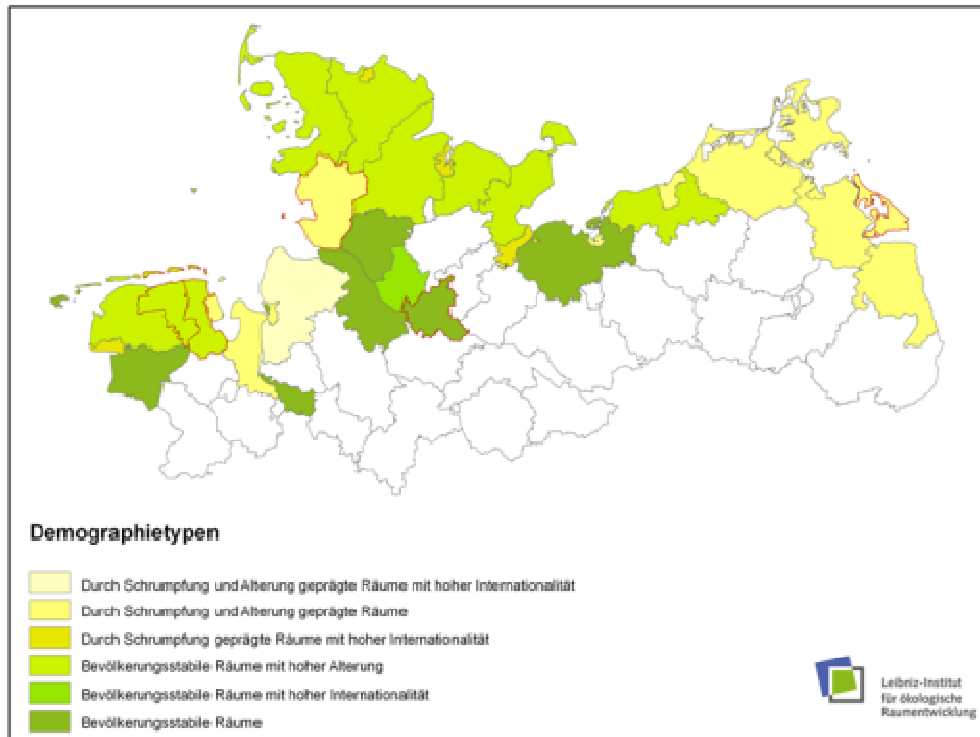 Demographietypen
Durch Schrumpfung und Alterung geprägte Räume mit hoher Internationalität
Durch Schrumpfung und Alterung geprägte Räume
Durch Schrumpfung geprägte Räume mit hoher Internationalität
Bevölkerungsstabile Räume mit hoher Alterung
Bevölkerungsstabile Räume mit hoher Internationalität
Bevölkerungsstabile Räume
Leibniz-Institut
für ökologische
Raumentwicklung